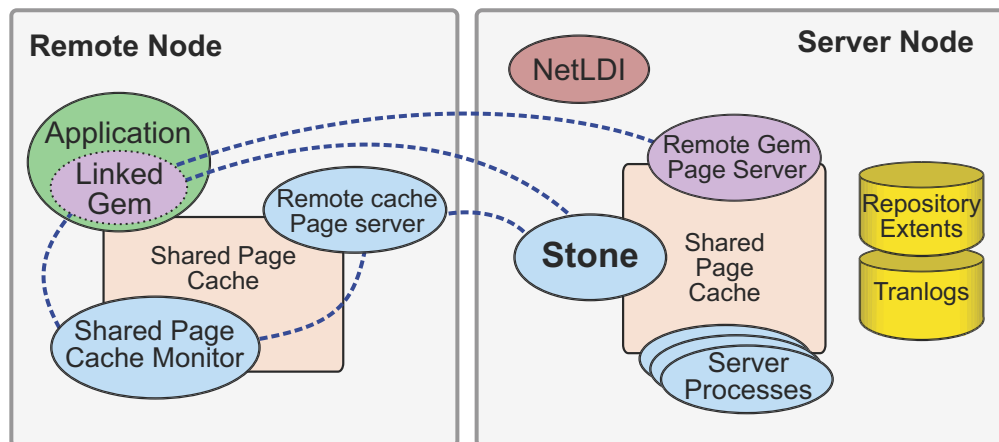 Remote Node
Application
Linked
Gem
Remote cache
Page server
Shared Page
Cache
Shared Page
Cache Monitor
Server Node
NetLDI
Remote Gem
Page Server
Stone
Shared
Page
Cache
Server
Processes
Repository
Extents
Tranlogs